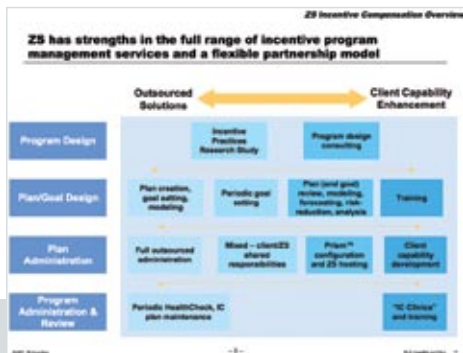 ZS Incentive Compensation Overview
ZS has strengths in the full range of incentive program
management services and a flexible partnership model
Outsourced
Solutions
Client Capability
Enhancement
Program Design
Incentive
Practices
Research Study
Program design
consulting
Plan/Goal Design
Plan creation,
goal setting,
modeling
Periodic goal
setting
Plan (and goal)
review, modeling,
forecasting, risk-
reduction, analysis
Training
Plan
Administration
Full outsourced
administration
Mixed – client/ZS
shared
responsibilities
Prism™
configuration
and ZS hosting
Client
capability
development
Program
Administration &
Review
Periodic HealthCheck, IC
plan maintenance
"IC Clinics"
and training